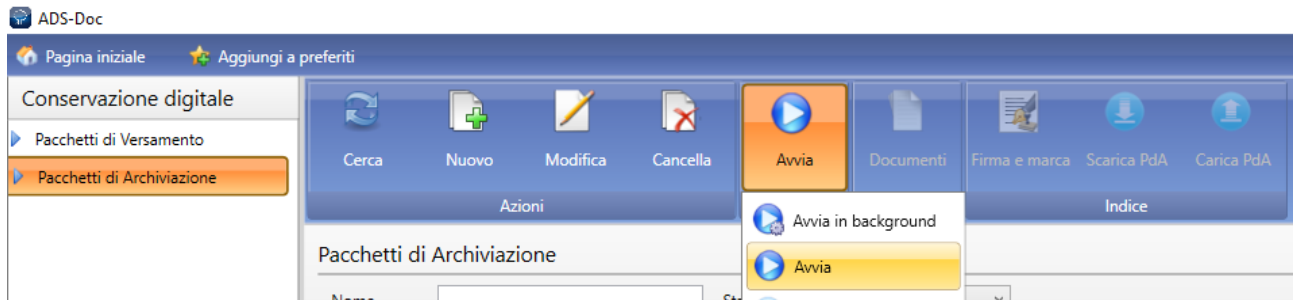 ADS-Doc
Pagina iniziale Aggiungi a preferiti
Conservazione digitale
Pacchetti di Versamento
Pacchetti di Archiviazione
Cerca Nuovo Modifica Cancella Avvia Documenti Firma e marca Scarica PdA Carica PdA
Azioni Indice
Avvia in background
Avvia
Pacchetti di Archiviazione
Nome